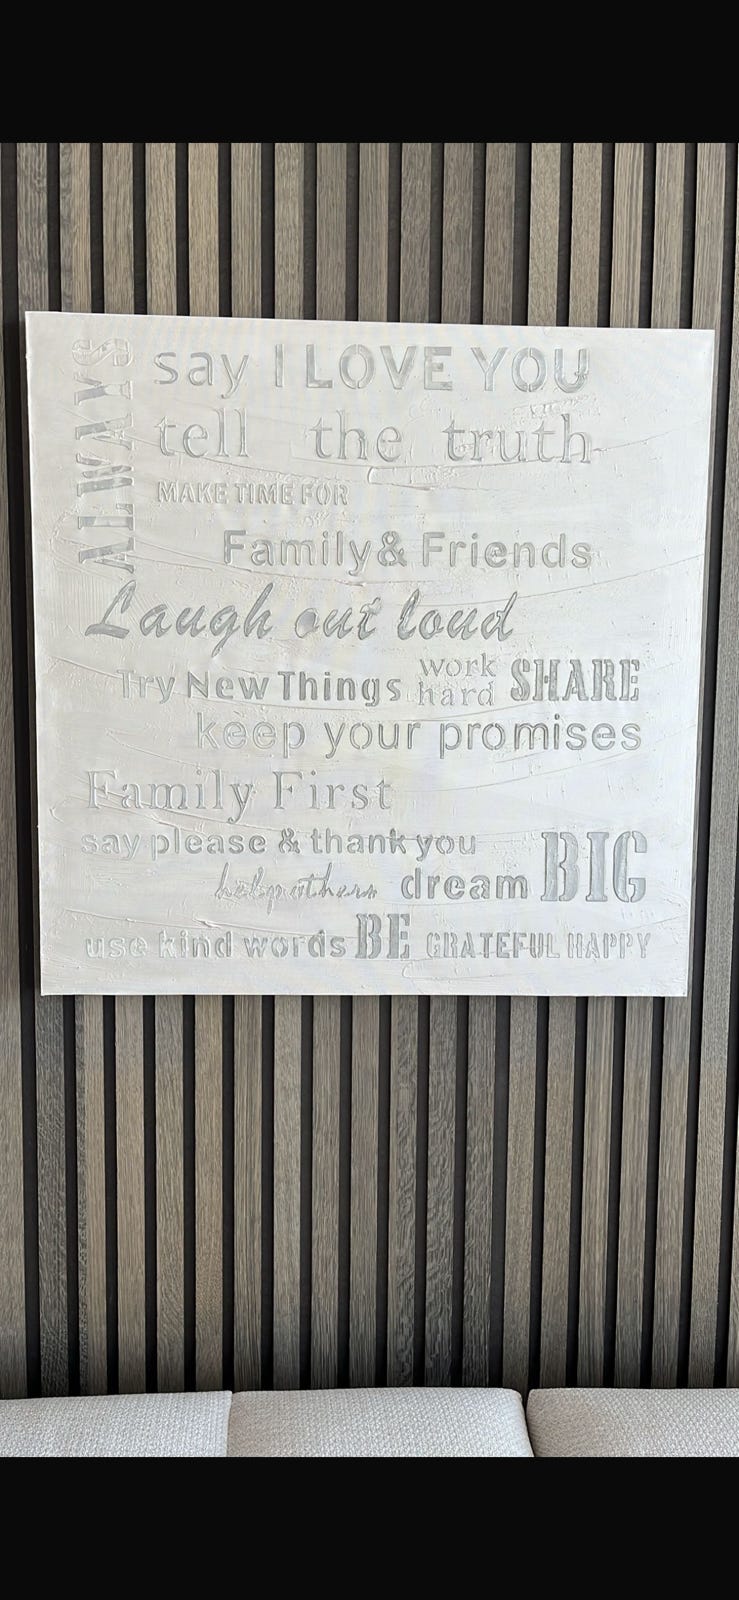 ALWAYS
say I LOVE YOU
tell the truth
MAKE TIME FOR
Family & Friends
Laugh out loud
Try New Things work hard SHARE
keep your promises
Family First
say please & thank you
help others dream BIG
use kind words BE GRATEFUL HAPPY